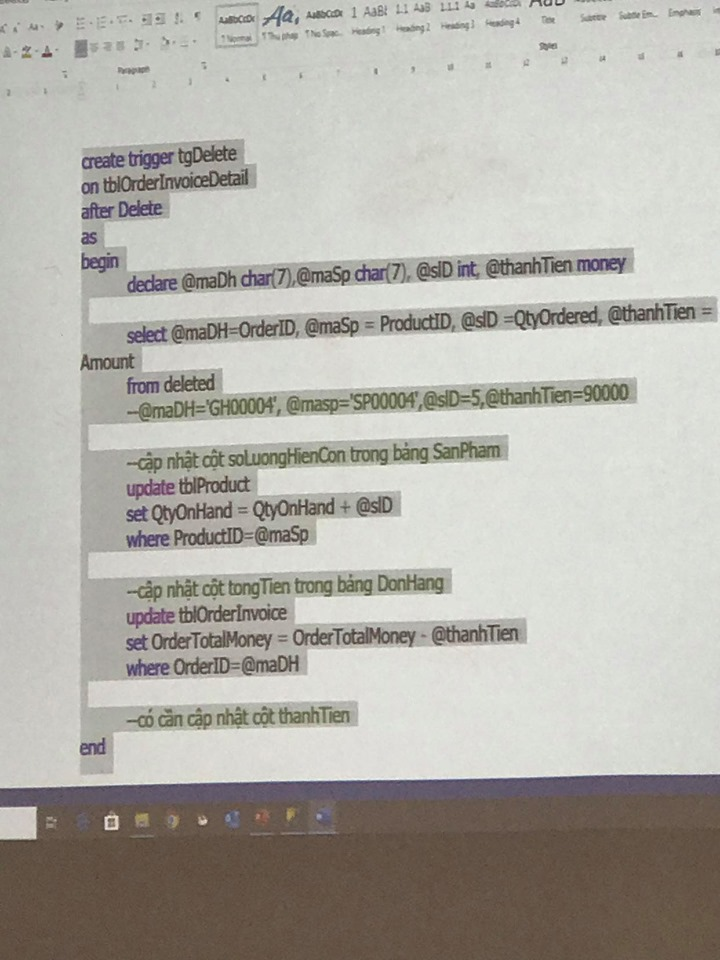 AaBbCcDc Aa, AaBbCcDc 1 AaBl 1.1 AaB 1.1.1 Aa AaBbCcDt AaB
¶ Normal ¶ Thu phap ¶ No Spac... Heading 1 Heading 2 Heading 3 Heading 4 Title Subtitle Subtle Em... Emphasis
Paragraph Styles
create trigger tgDelete
on tblOrderInvoiceDetail
after Delete
as
begin
declare @maDh char(7),@maSp char(7), @slD int, @thanhTien money
select @maDH=OrderID, @maSp = ProductID, @slD =QtyOrdered, @thanhTien =
Amount
from deleted
--@maDH='GH00004', @masp='SP00004',@slD=5,@thanhTien=90000
--cập nhật cột soLuongHienCon trong bảng SanPham
update tblProduct
set QtyOnHand = QtyOnHand + @slD
where ProductID=@maSp
--cập nhật cột tongTien trong bảng DonHang
update tblOrderInvoice
set OrderTotalMoney = OrderTotalMoney - @thanhTien
where OrderID=@maDH
--có cần cập nhật cột thanhTien
end